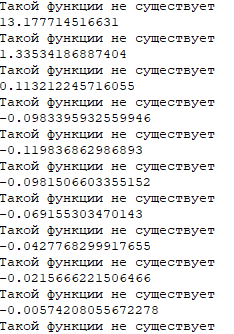 Такой функции не существует
13.177714516631
Такой функции не существует
1.33534186887404
Такой функции не существует
0.113212245716055
Такой функции не существует
-0.0983395932559946
Такой функции не существует
-0.119836862986893
Такой функции не существует
-0.0981506603355152
Такой функции не существует
-0.069155303470143
Такой функции не существует
-0.0427768299917655
Такой функции не существует
-0.0215666221506466
Такой функции не существует
-0.00574208055672278
Такой функции не существует